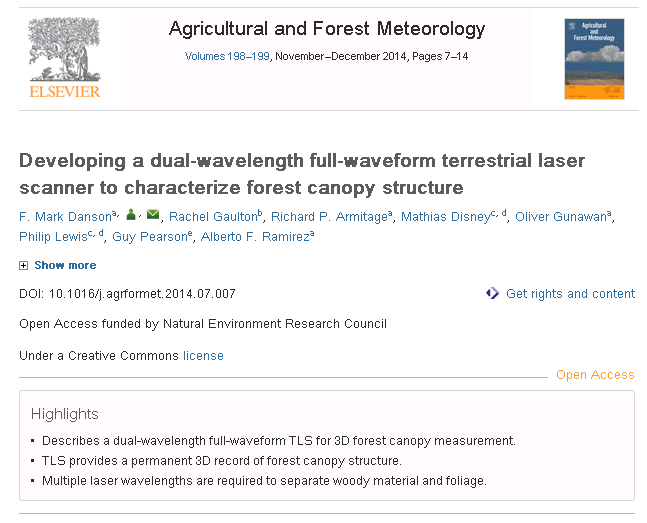 Agricultural and Forest Meteorology
Volumes 198–199, November–December 2014, Pages 7–14
ELSEVIER
Agricultural
and
Forest Meteorology
Developing a dual-wavelength full-waveform terrestrial laser
scanner to characterize forest canopy structure
F. Mark Danson a, , Rachel Gaulton b, Richard P. Armitage a, Mathias Disney c, d, Oliver Gunawan a,
Philip Lewis c, d, Guy Pearson e, Alberto F. Ramirez a
Show more
DOI: 10.1016/j.agrformet.2014.07.007
Get rights and content
Open Access funded by Natural Environment Research Council
Under a Creative Commons license
Open Access
Highlights
• Describes a dual-wavelength full-waveform TLS for 3D forest canopy measurement.
• TLS provides a permanent 3D record of forest canopy structure.
• Multiple laser wavelengths are required to separate woody material and foliage.